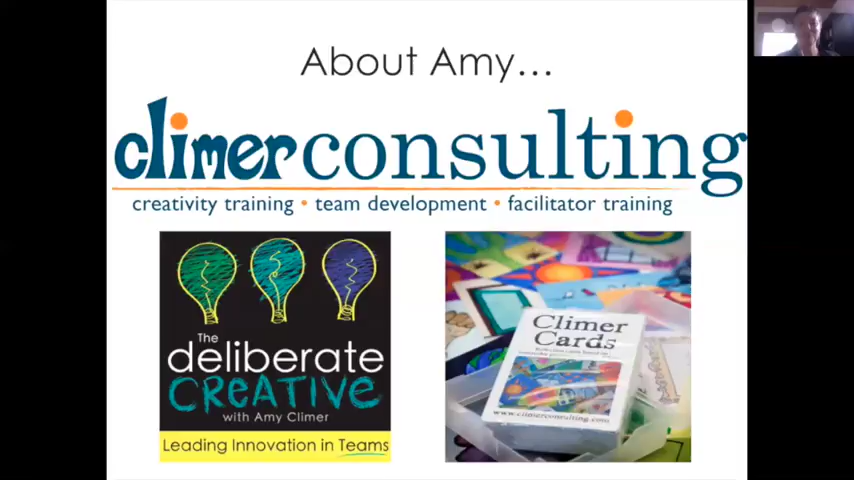 About Amy...
climerconsulting
creativity training • team development • facilitator training
The
deliberate
CREATIVE
with Amy Climer
Leading Innovation in Teams
Climer
Cards
www.climerconsulting.com